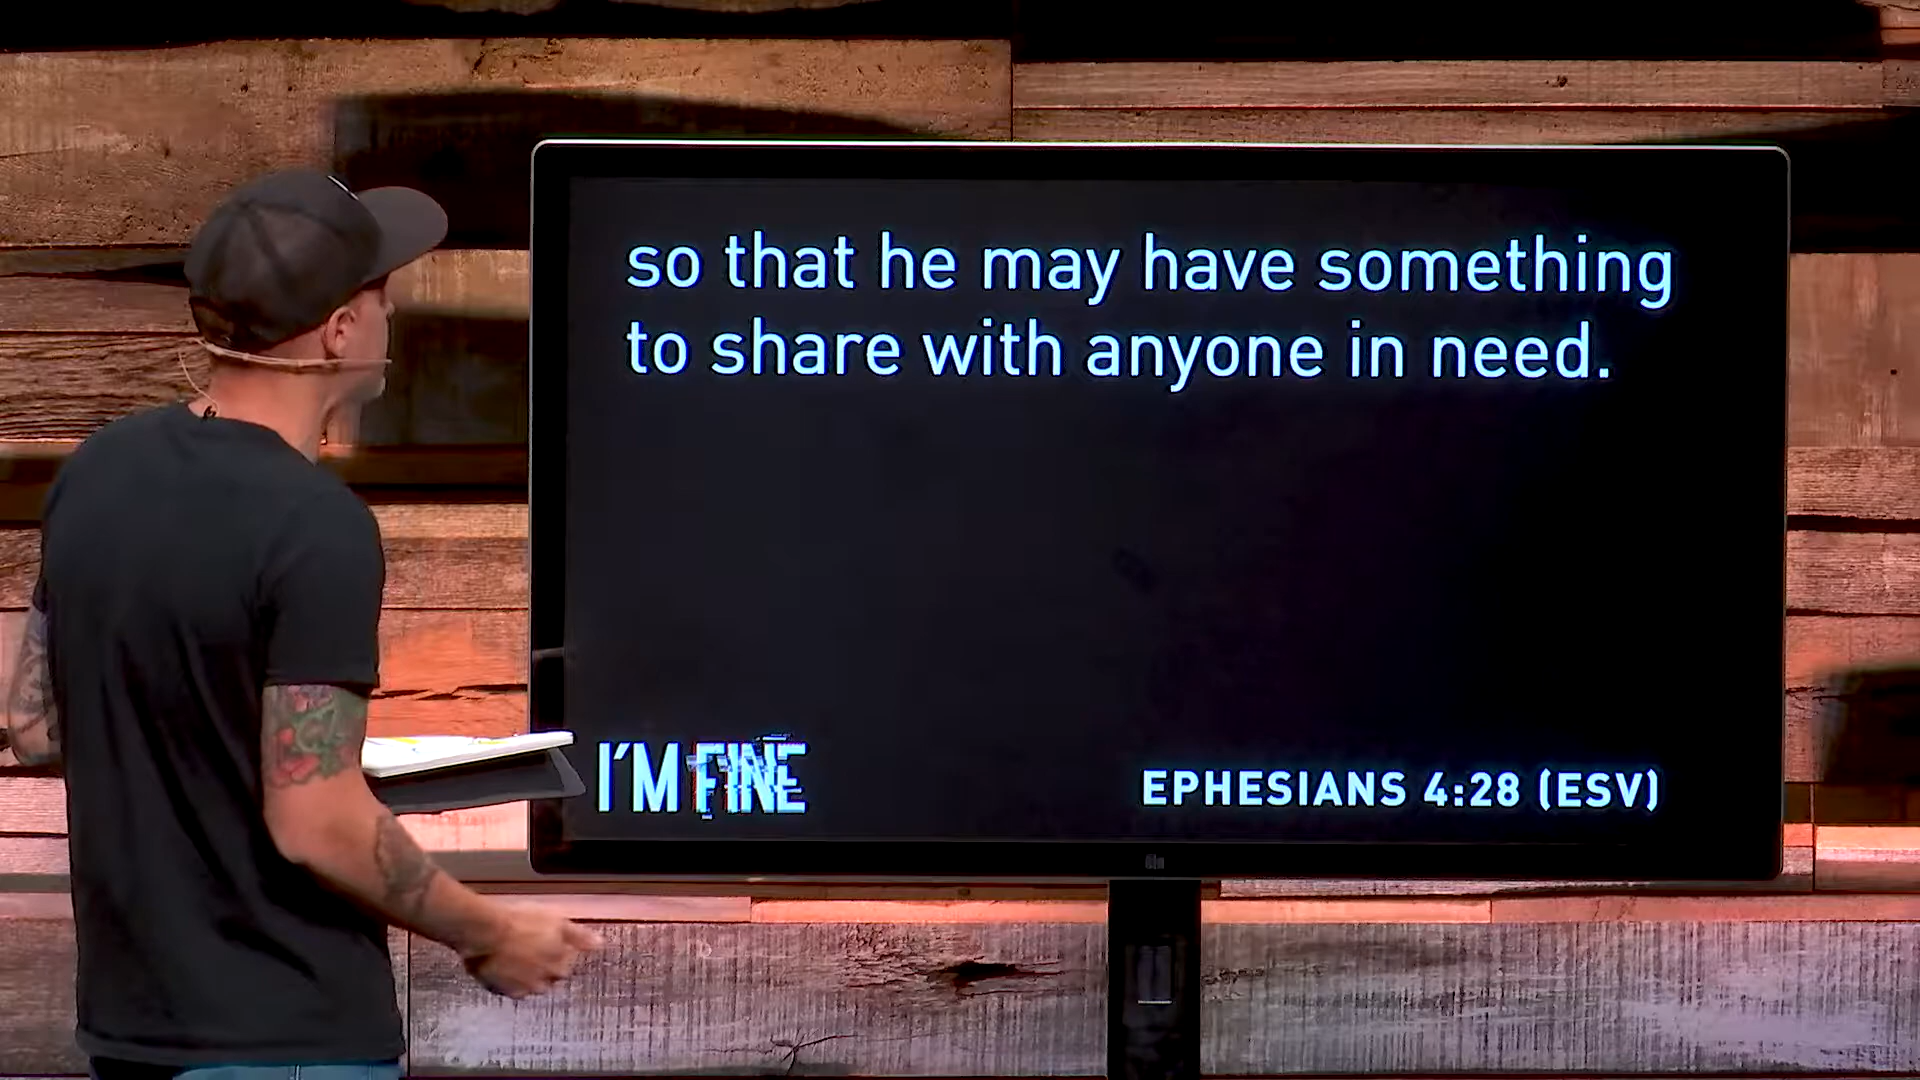 so that he may have something
to share with anyone in need.
I'M FINE
EPHESIANS 4:28 (ESV)